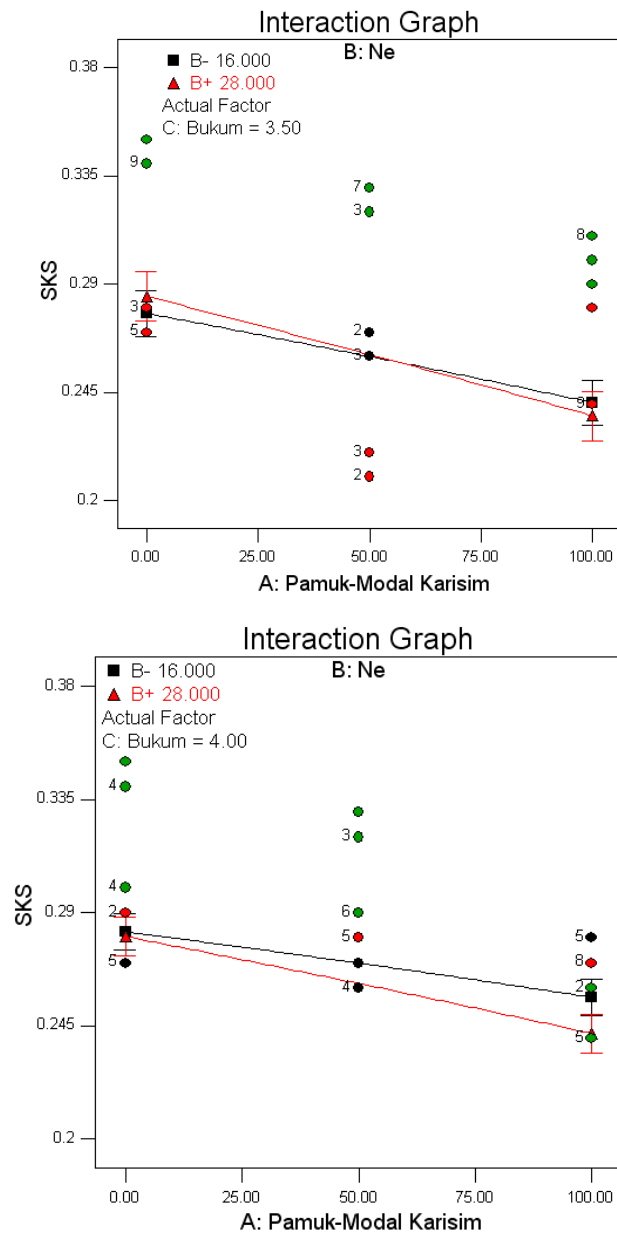 Interaction Graph
B: Ne
B- 16.000
B+ 28.000
Actual Factor
C: Bukum = 3.50
0.38
0.335
0.29
0.245
0.2
SKS
9
3
5
7
3
2
3
3
2
8
9
0.00 25.00 50.00 75.00 100.00
A: Pamuk-Modal Karisim
Interaction Graph
B: Ne
B- 16.000
B+ 28.000
Actual Factor
C: Bukum = 4.00
0.38
0.335
0.29
0.245
0.2
SKS
4
4
2
5
3
6
5
4
5
8
2
5
0.00 25.00 50.00 75.00 100.00
A: Pamuk-Modal Karisim